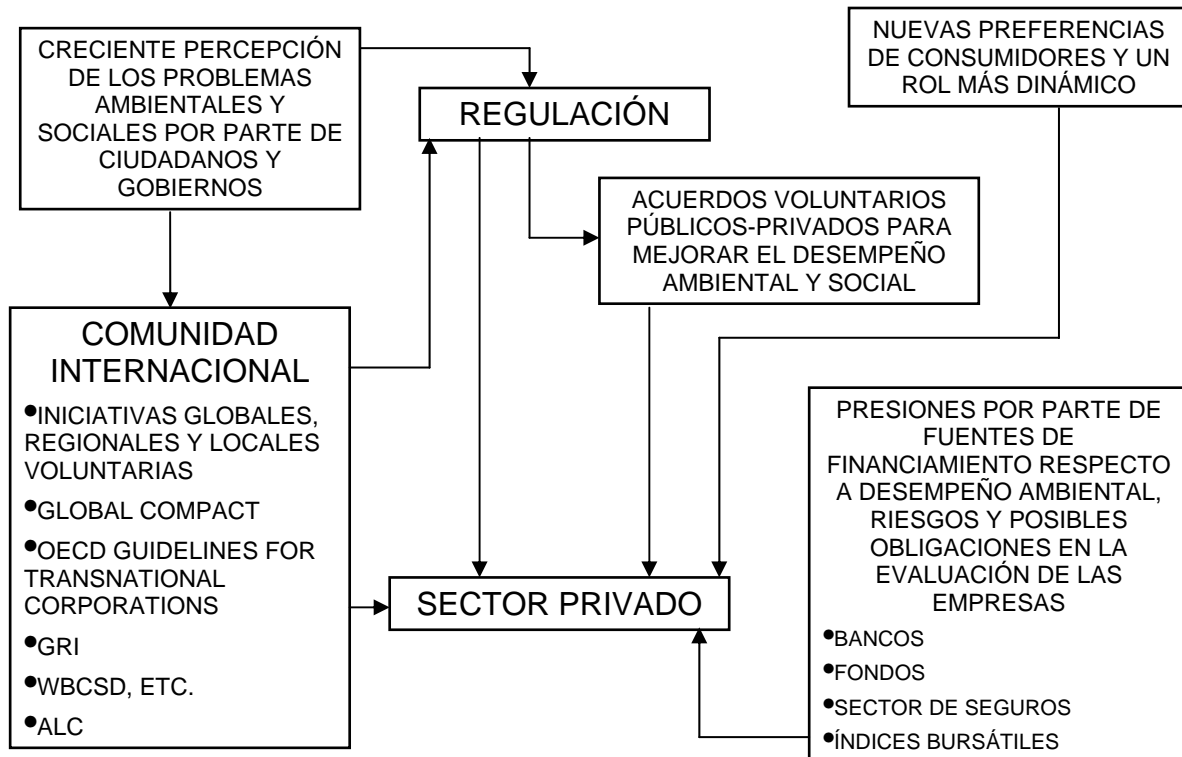 CRECIENTE PERCEPCIÓN
DE LOS PROBLEMAS
AMBIENTALES Y
SOCIALES POR PARTE DE
CIUDADANOS Y
GOBIERNOS
REGULACIÓN
NUEVAS PREFERENCIAS
DE CONSUMIDORES Y UN
ROL MÁS DINÁMICO
ACUERDOS VOLUNTARIOS
PÚBLICOS-PRIVADOS PARA
MEJORAR EL DESEMPEÑO
AMBIENTAL Y SOCIAL
COMUNIDAD
INTERNACIONAL
•INICIATIVAS GLOBALES,
REGIONALES Y LOCALES
VOLUNTARIAS
•GLOBAL COMPACT
•OECD GUIDELINES FOR
TRANSNATIONAL
CORPORATIONS
•GRI
•WBCSD, ETC.
•ALC
SECTOR PRIVADO
PRESIONES POR PARTE DE
FUENTES DE
FINANCIAMIENTO RESPECTO
A DESEMPEÑO AMBIENTAL,
RIESGOS Y POSIBLES
OBLIGACIONES EN LA
EVALUACIÓN DE LAS
EMPRESAS
•BANCOS
•FONDOS
•SECTOR DE SEGUROS
•ÍNDICES BURSÁTILES